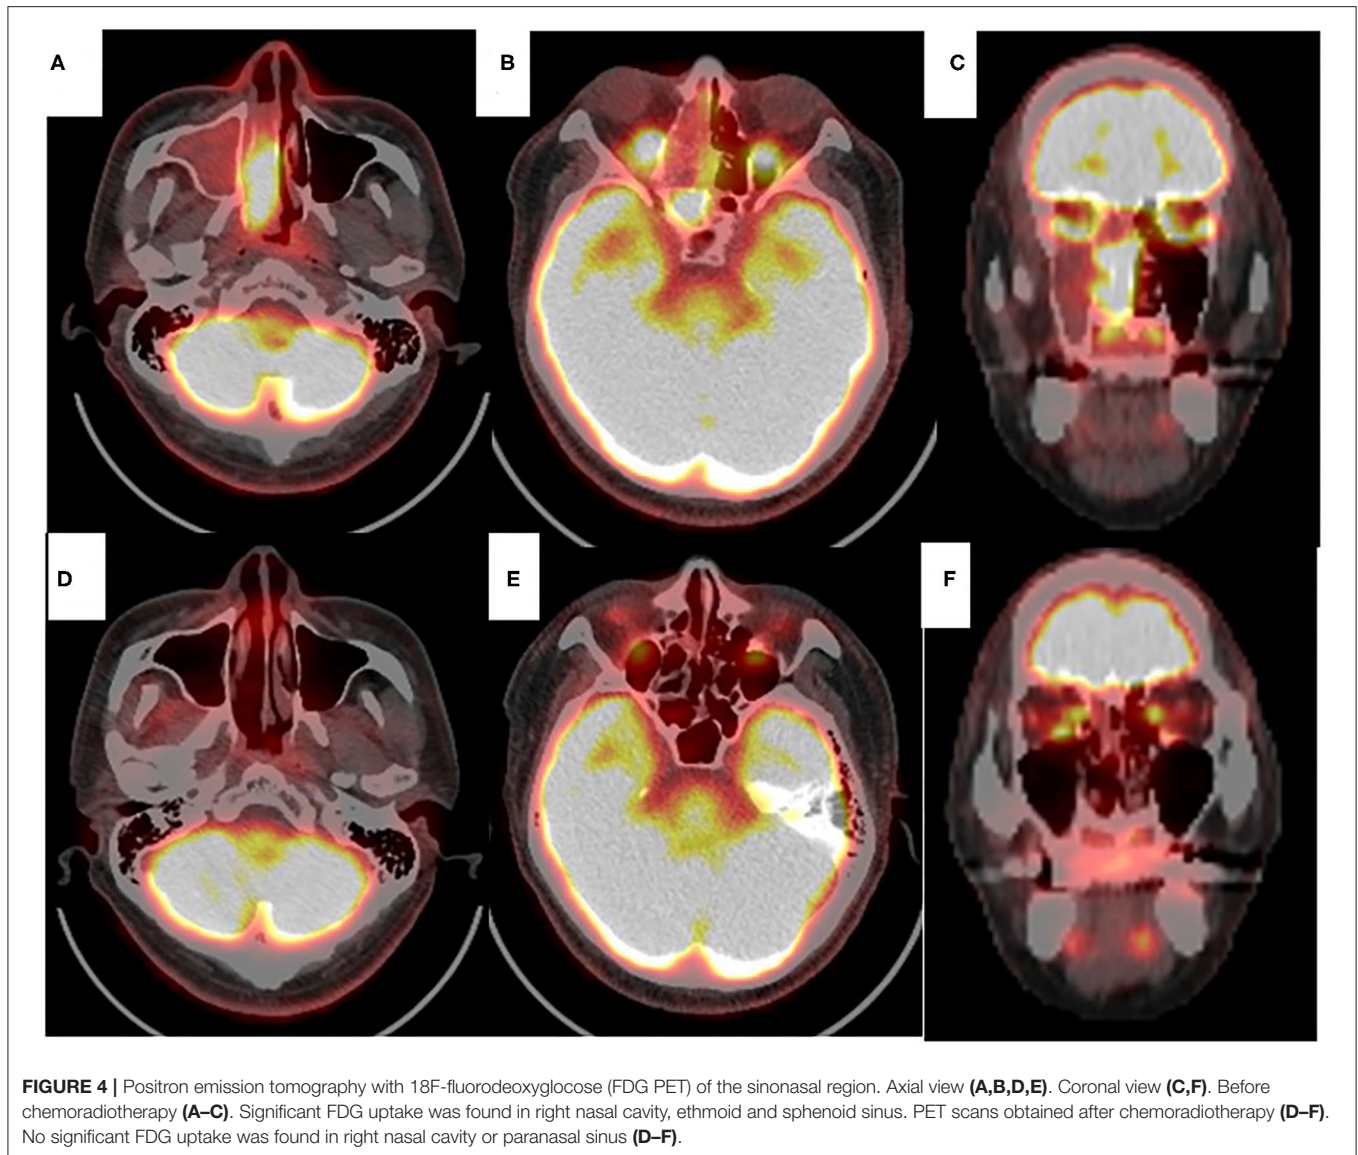 A
B
C
D
E
F
FIGURE 4 | Positron emission tomography with 18F-fluorodeoxyglucose (FDG PET) of the sinonasal region. Axial view (A,B,D,E). Coronal view (C,F). Before
chemoradiotherapy (A–C). Significant FDG uptake was found in right nasal cavity, ethmoid and sphenoid sinus. PET scans obtained after chemoradiotherapy (D–F).
No significant FDG uptake was found in right nasal cavity or paranasal sinus (D–F).